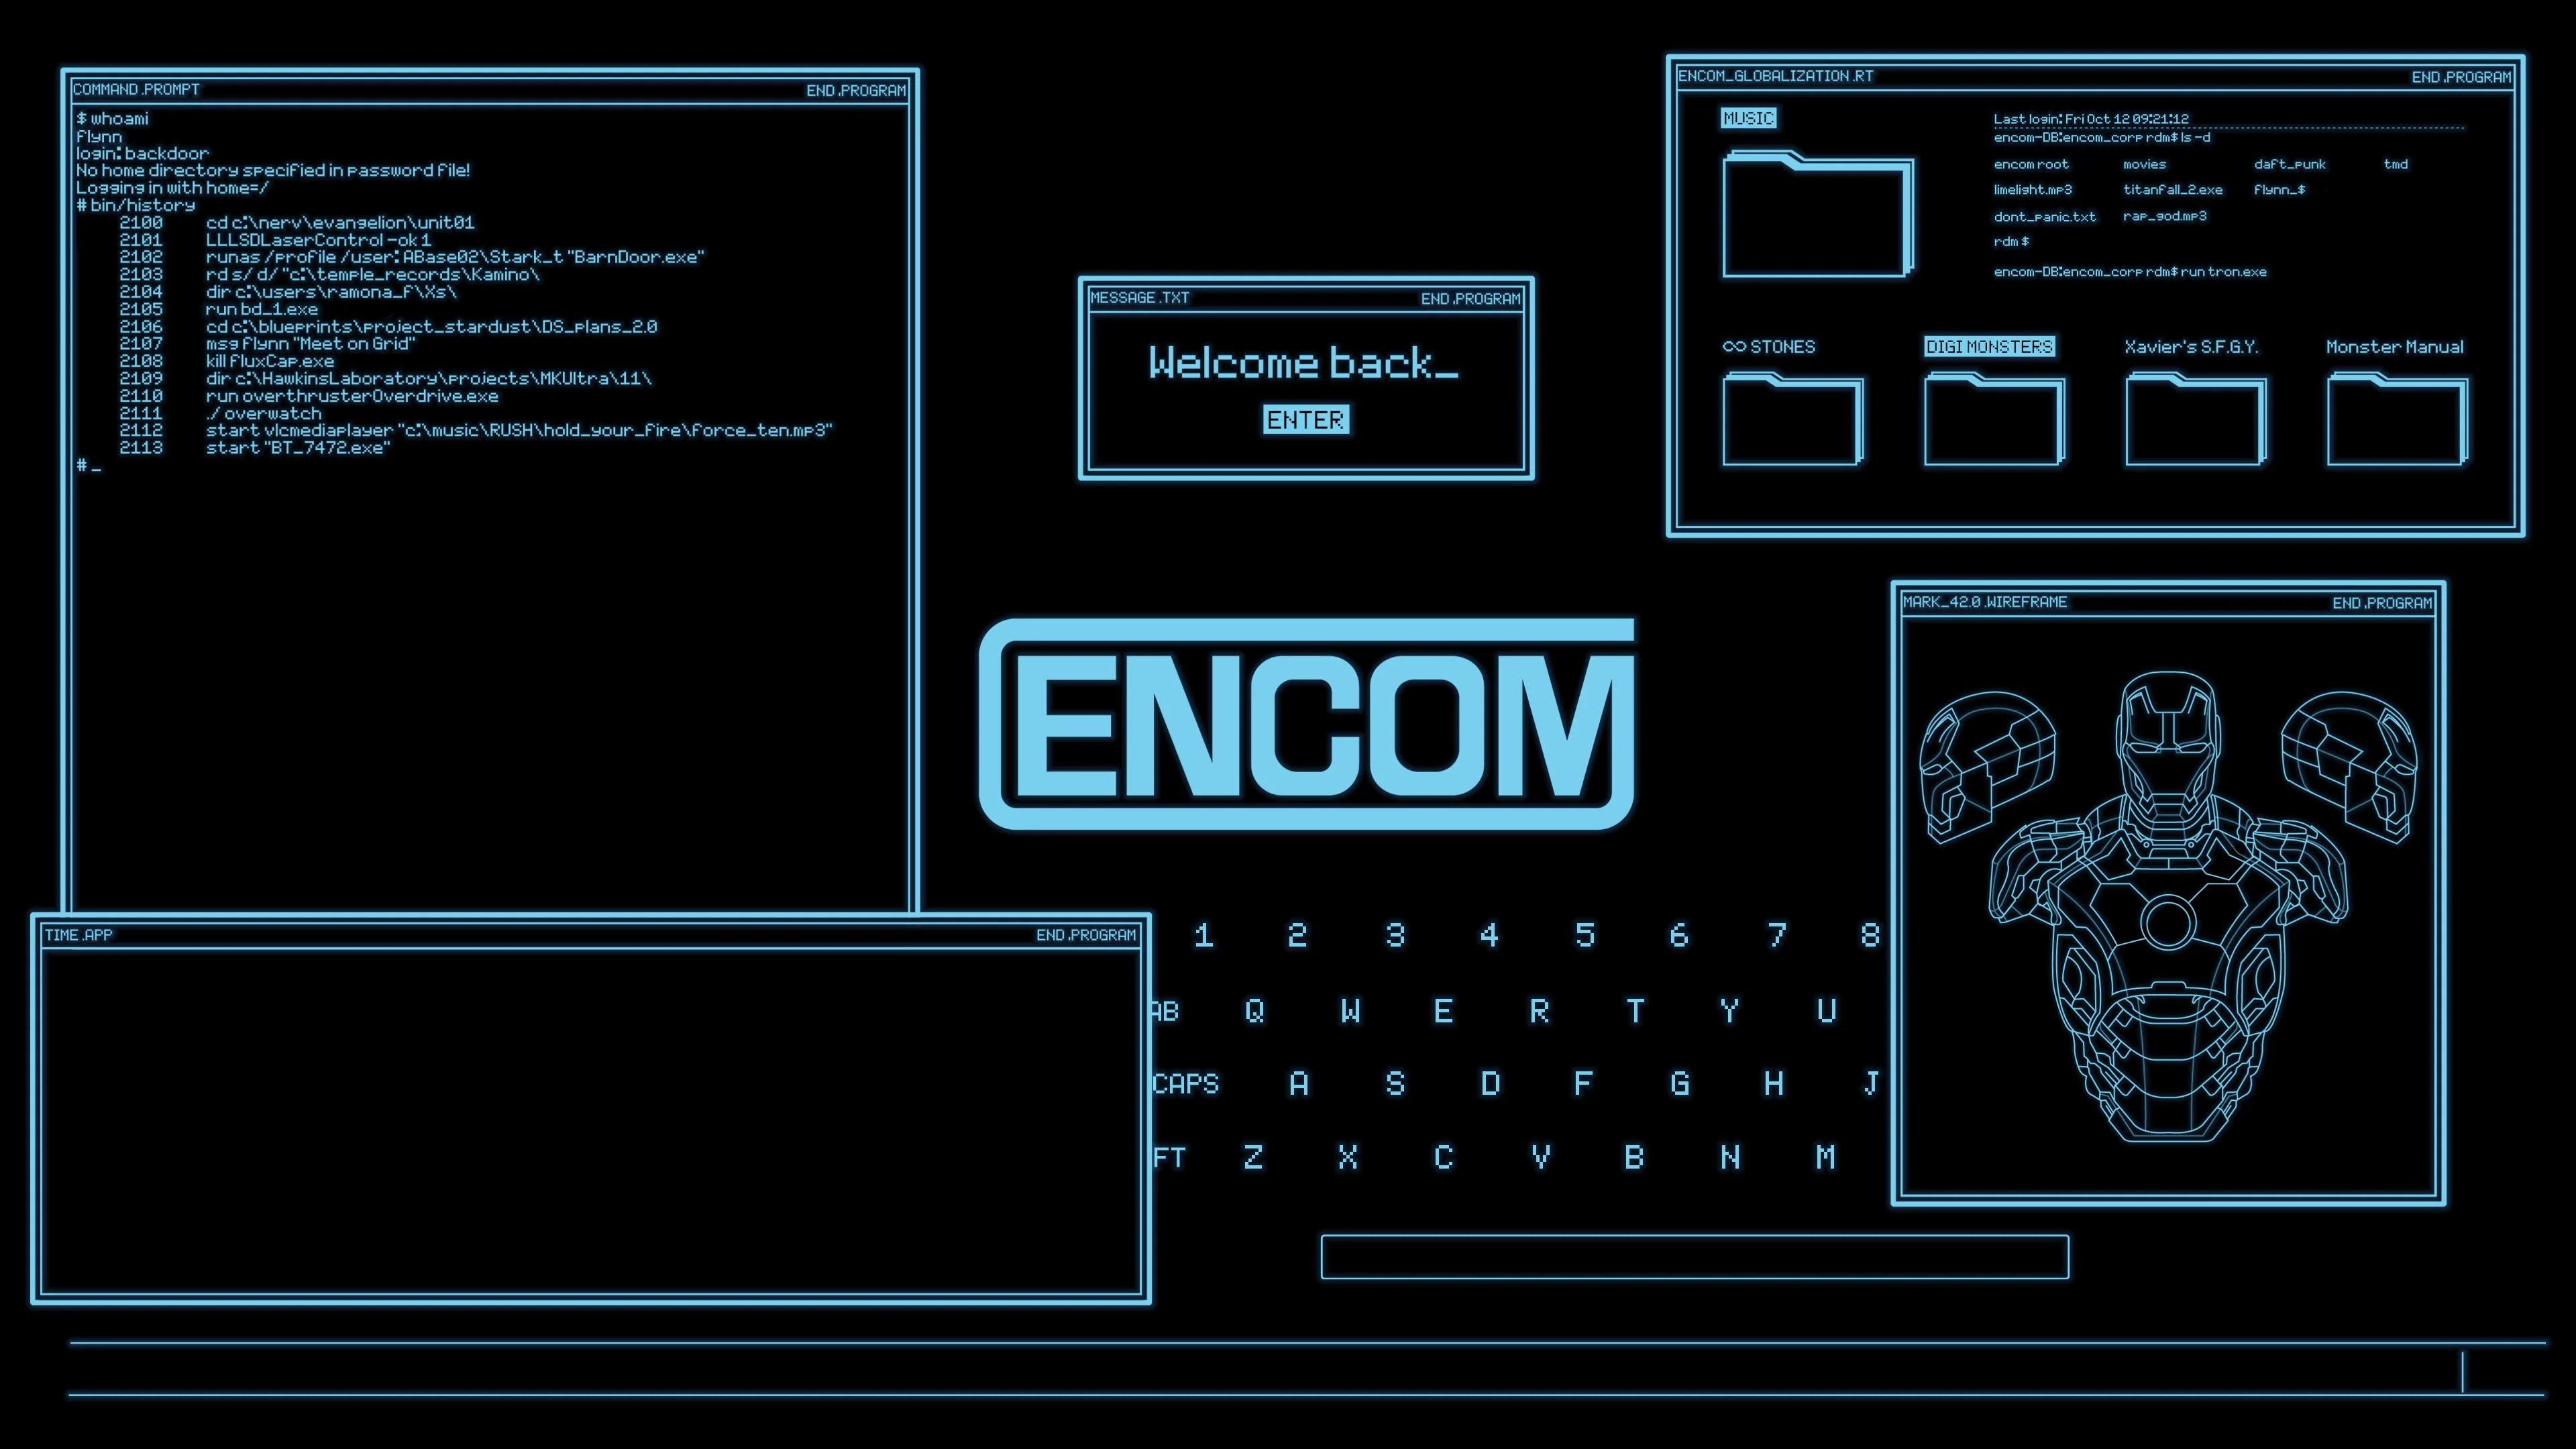 COMMAND.PROMPT END.PROGRAM
$ whoami
flynn
login: backdoor
No home directory specified in password file!
Logging in with home=/
# bin/history
2100 cd c:\nerv\evangelion\unit01
2101 LLLSDLaserControl -ok 1
2102 runas /profile /user: ABase02\Stark_t "BarnDoor.exe"
2103 rd s/ d/ "c:\temple_records\Kamino\
2104 dir c:\users\ramona_f\Xs\
2105 run bd_1.exe
2106 cd c:\blueprints\project_stardust\DS_plans_2.0
2107 msg flynn "Meet on Grid"
2108 kill fluxCap.exe
2109 dir c:\HawkinsLaboratory\projects\MKUltra\11\
2110 run overthrusterOverdrive.exe
2111 ./ overwatch
2112 start vlcmediaplayer "c:\music\RUSH\hold_your_fire\force_ten.mp3"
2113 start "BT_7472.exe"
# _
MESSAGE.TXT END.PROGRAM
Welcome back_
ENTER
ENCOM_GLOBALIZATION.RT END.PROGRAM
MUSIC
Last login: Fri Oct 12 09:21:12
encom-DB:encom_corp rdm$ ls -d
encom root movies daft_punk tmd
limelight.mp3 titanfall_2.exe flynn_$
dont_panic.txt rap_god.mp3
rdm $
encom-DB:encom_corp rdm$ run tron.exe
∞ STONES DIGI MONSTERS Xavier's S.F.G.Y. Monster Manual
ENCOM
MARK_42.0.WIREFRAME END.PROGRAM
TIME.APP END.PROGRAM
1 2 3 4 5 6 7 8
AB Q W E R T Y U
CAPS A S D F G H J
FT Z X C V B N M